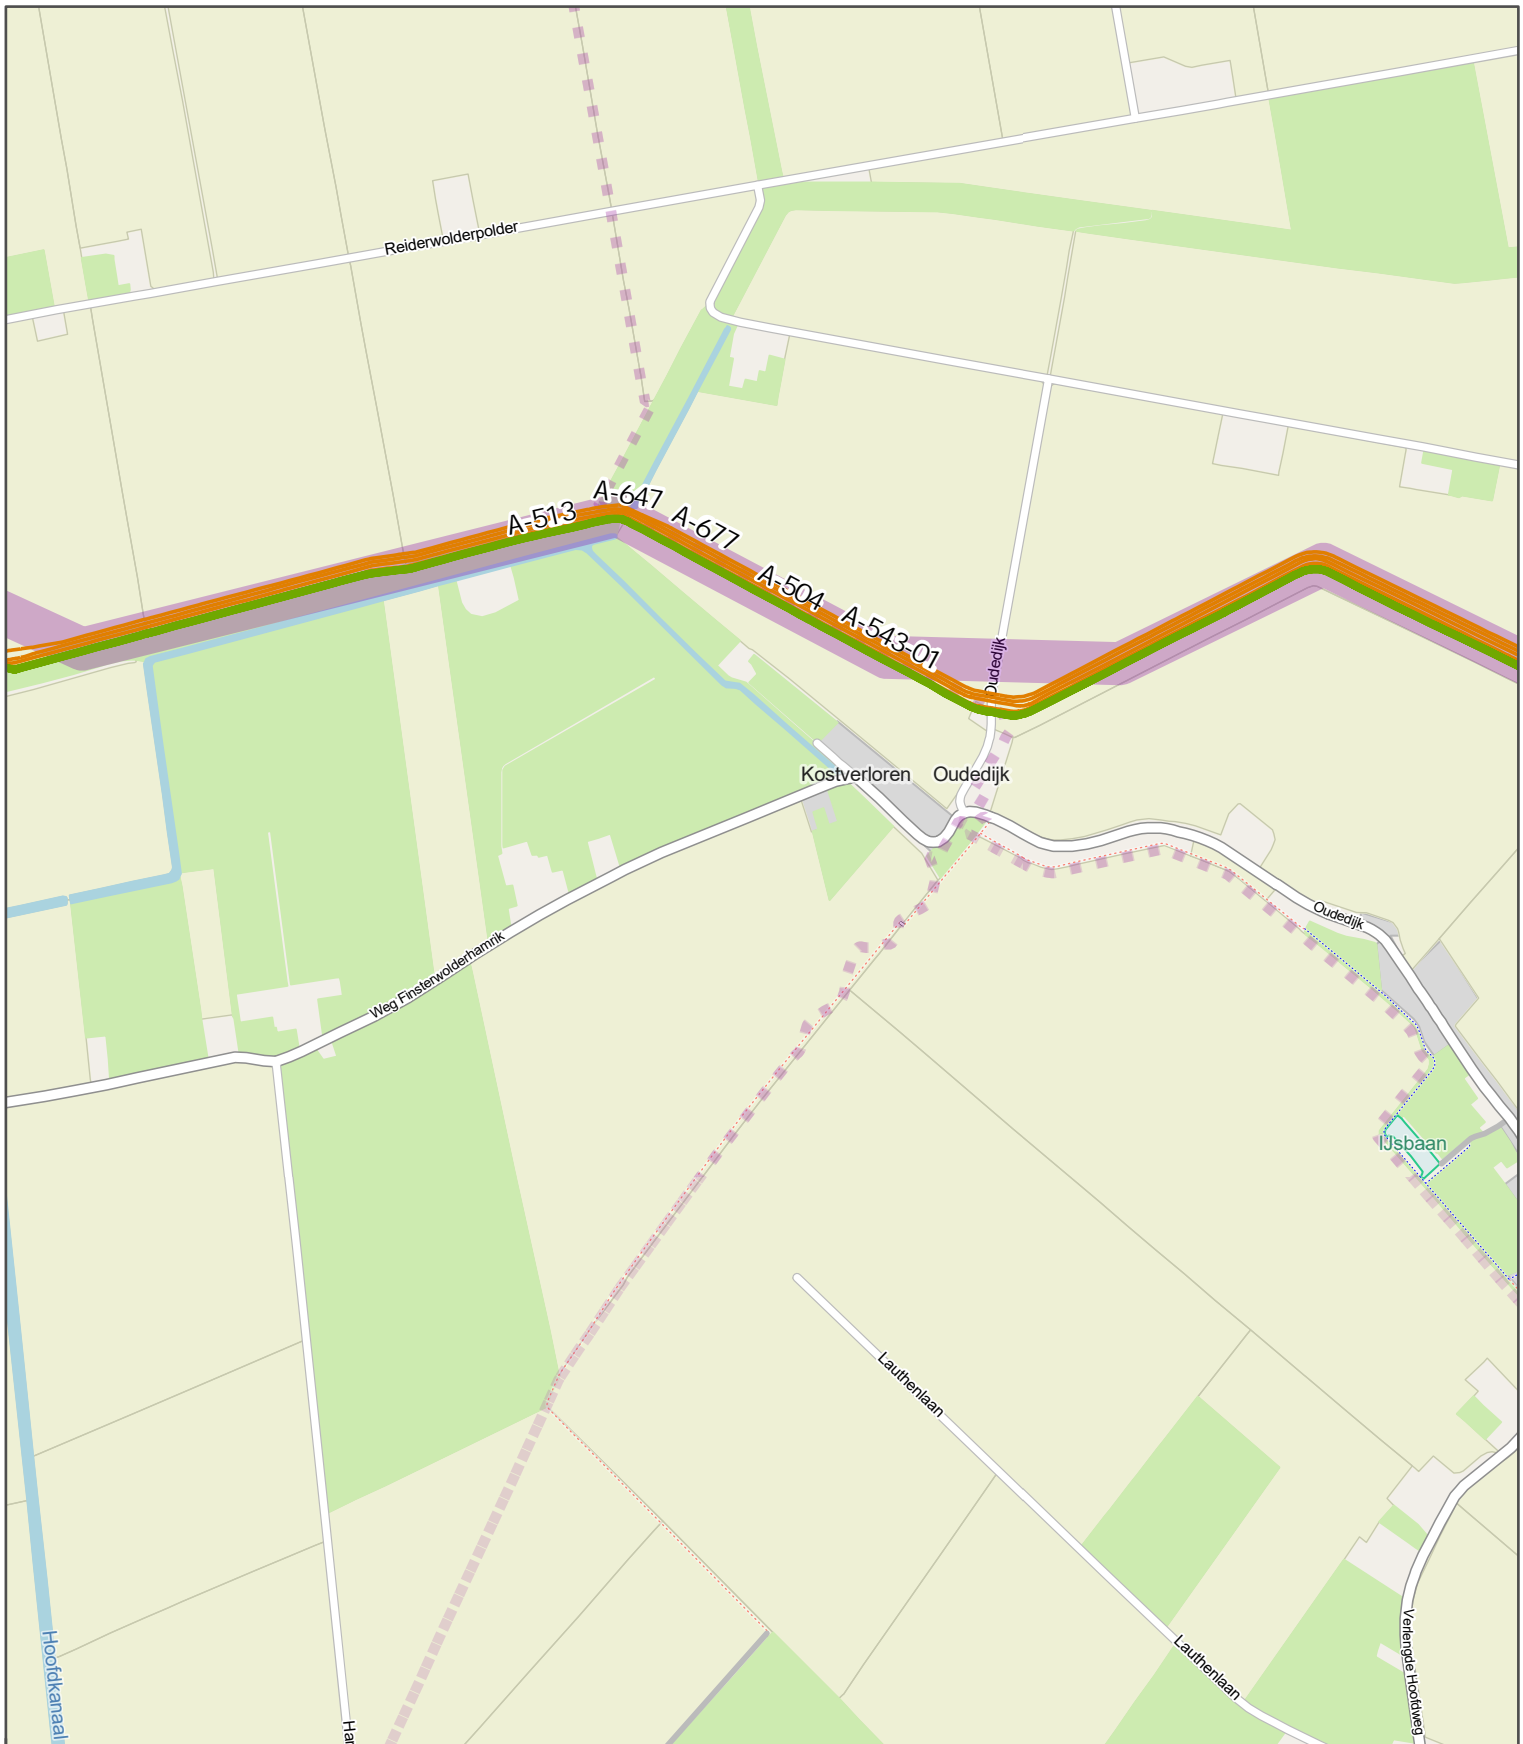 Reiderwolderpolder
A-647
A-513
A-677
A-504
A-543-01
Oudedijk
Kostverloren
Oudedijk
Oudedijk
Weg Finsterwolderhamrik
IJsbaan
Lauthenlaan
Lauthenlaan
Verlengde Hoofdweg
Hoofdkanaal
Har